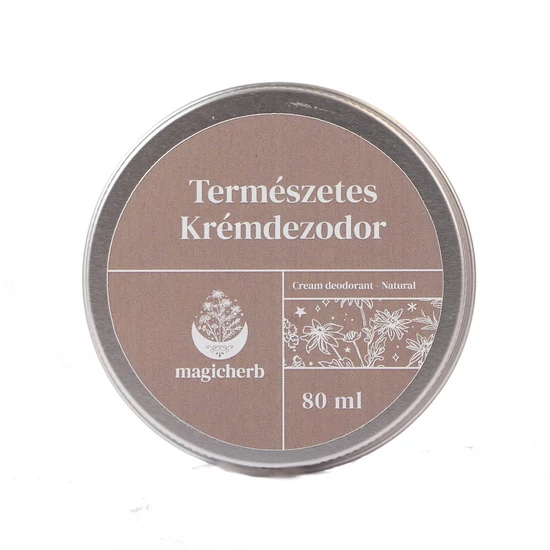 Természetes
Krémdezodor
Cream deodorant - Natural
magicherb
80 ml